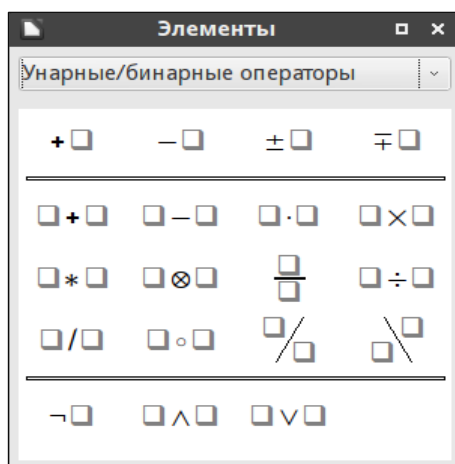 Элементы
Унарные/бинарные операторы
+□ −□ ±□ ∓□
□+□ □−□ □·□ □×□
□∗□ □⊗□ □/□ □÷□
□/□ □∘□ □/□ □\□
¬□ □∧□ □∨□